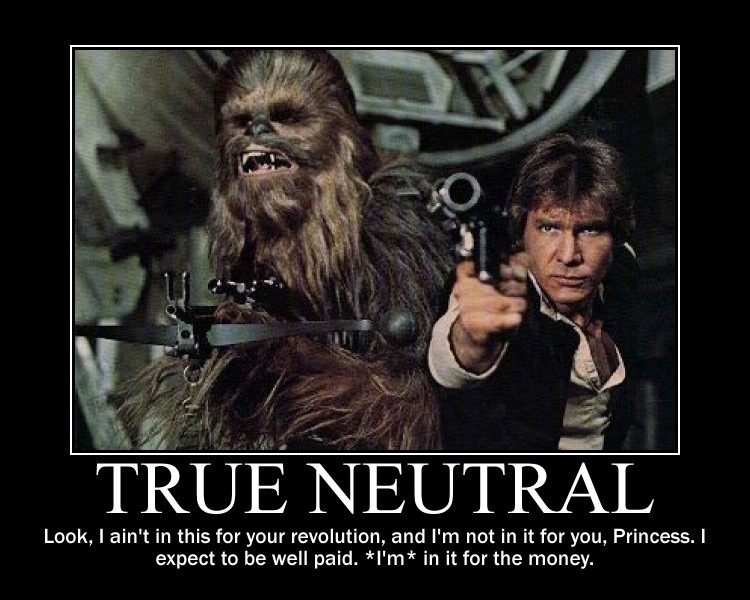 TRUE NEUTRAL
Look, I ain't in this for your revolution, and I'm not in it for you, Princess. I
expect to be well paid. *I'm* in it for the money.